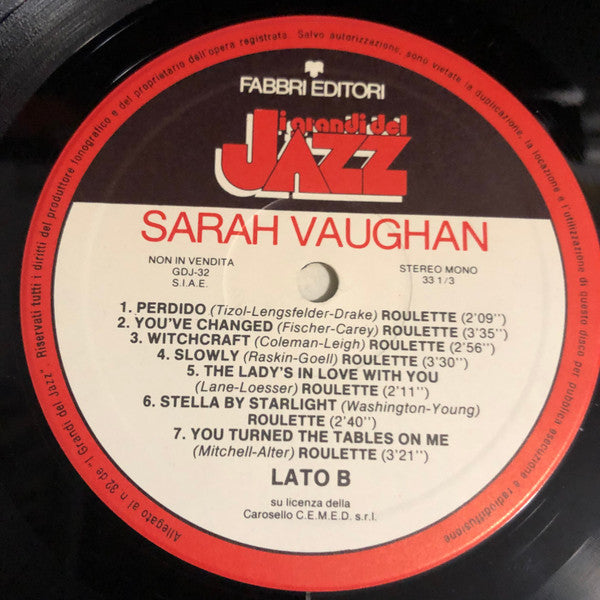 FABBRI EDITORI
i grandi del
JAZZ
SARAH VAUGHAN
NON IN VENDITA
GDJ-32
S.I.A.E.
STEREO MONO
33 1/3
1. PERDIDO (Tizol-Lengsfelder-Drake) ROULETTE (2'09'')
2. YOU'VE CHANGED (Fischer-Carey) ROULETTE (3'35'')
3. WITCHCRAFT (Coleman-Leigh) ROULETTE (2'56'')
4. SLOWLY (Raskin-Goell) ROULETTE (3'30'')
5. THE LADY'S IN LOVE WITH YOU
(Lane-Loesser) ROULETTE (2'11'')
6. STELLA BY STARLIGHT (Washington-Young)
ROULETTE (2'40'')
7. YOU TURNED THE TABLES ON ME
(Mitchell-Alter) ROULETTE (3'21'')
LATO B
su licenza della
Carosello C.E.M.E.D. s.r.l.
Allegato al n 32 de "I Grandi del Jazz". Riservati tutti i diritti del produttore fonografico e del proprietario dell'opera registrata. Salvo autorizzazione, sono vietate la duplicazione, la locazione e l'utilizzazione di questo disco per pubblica esecuzione e radiodiffusione